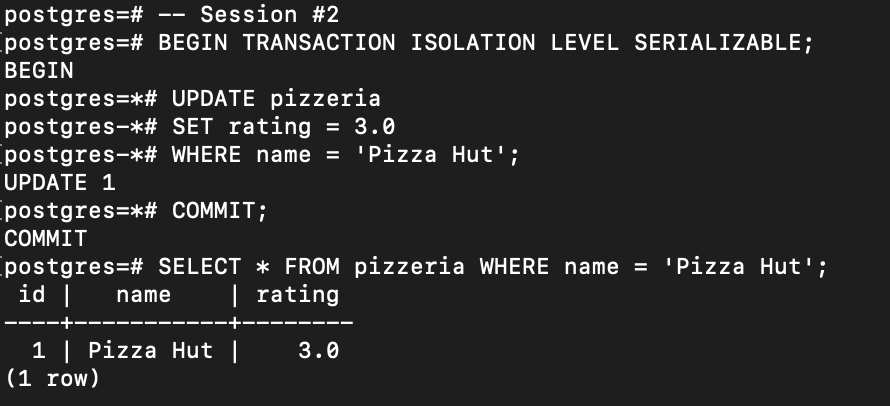 postgres=# -- Session #2
postgres=# BEGIN TRANSACTION ISOLATION LEVEL SERIALIZABLE;
BEGIN
postgres=*# UPDATE pizzeria
postgres-*# SET rating = 3.0
postgres-*# WHERE name = 'Pizza Hut';
UPDATE 1
postgres=*# COMMIT;
COMMIT
postgres=# SELECT * FROM pizzeria WHERE name = 'Pizza Hut';
 id |   name    | rating
----+-----------+--------
  1 | Pizza Hut |    3.0
(1 row)